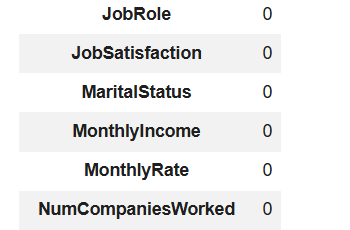 JobRole 0
JobSatisfaction 0
MaritalStatus 0
MonthlyIncome 0
MonthlyRate 0
NumCompaniesWorked 0